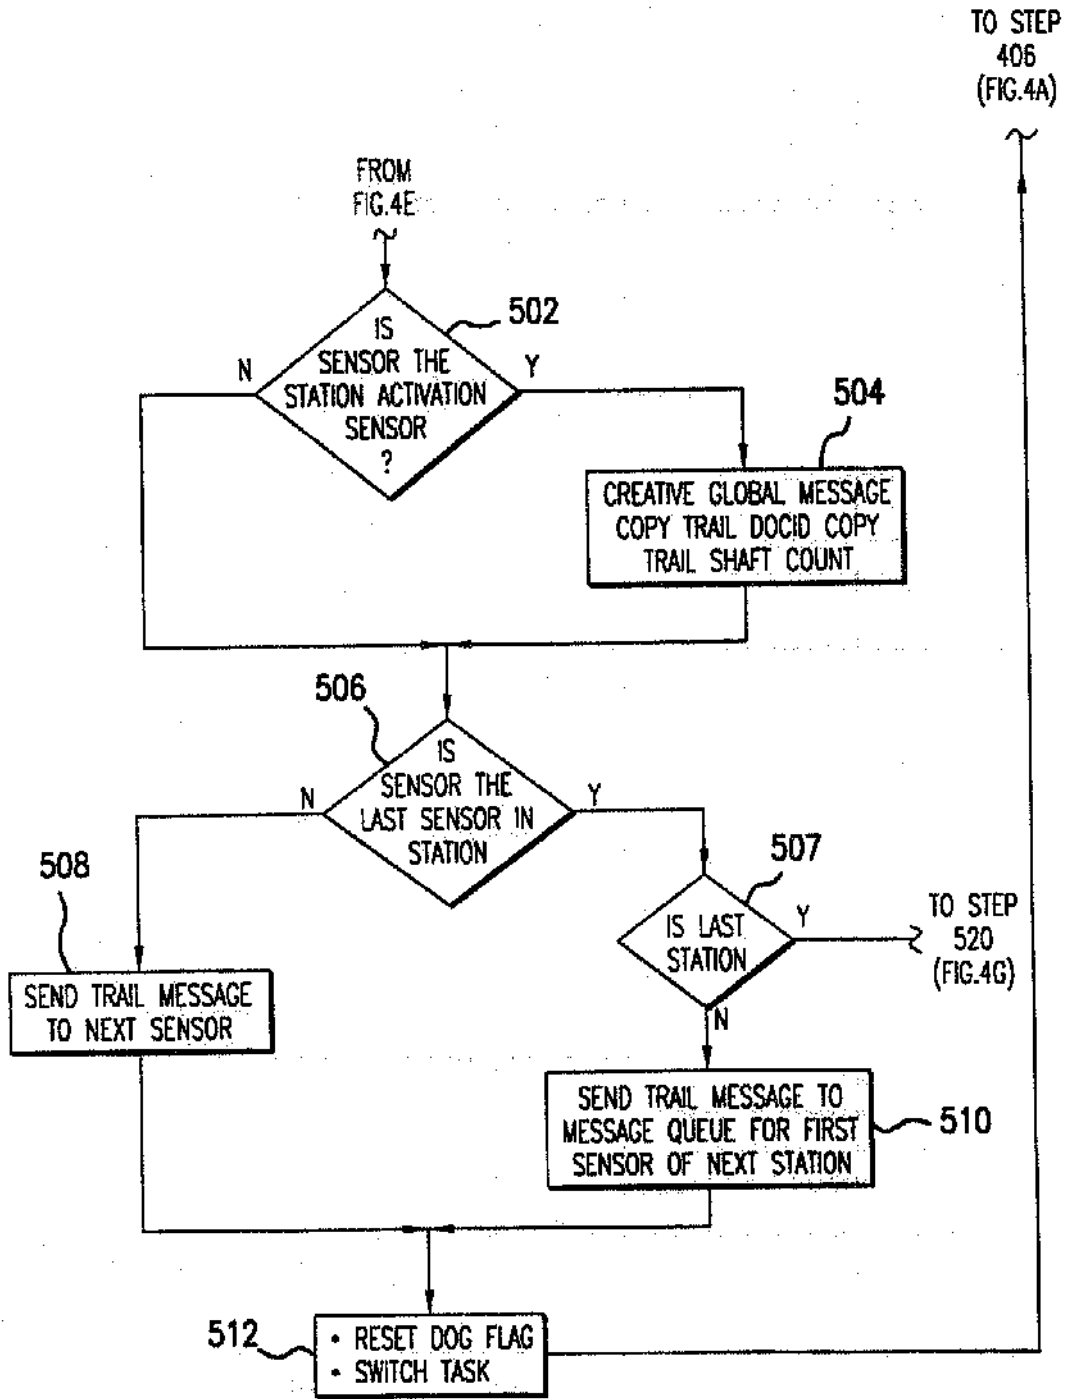 TO STEP
406
(FIG.4A)
FROM
FIG.4E
IS
SENSOR THE
STATION ACTIVATION
SENSOR
?
502
N
Y
504
CREATIVE GLOBAL MESSAGE
COPY TRAIL DOCID COPY
TRAIL SHAFT COUNT
506
IS
SENSOR THE
LAST SENSOR IN
STATION
N
Y
507
IS LAST
STATION
Y
N
TO STEP
520
(FIG.4G)
508
SEND TRAIL MESSAGE
TO NEXT SENSOR
SEND TRAIL MESSAGE TO
MESSAGE QUEUE FOR FIRST
SENSOR OF NEXT STATION
510
512
• RESET DOG FLAG
• SWITCH TASK